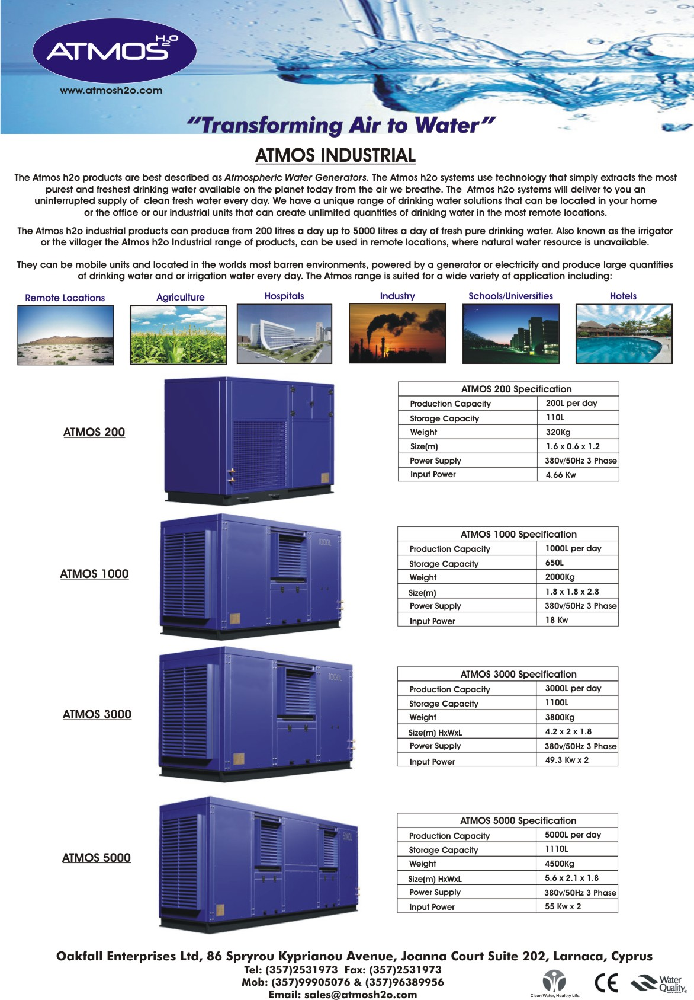 ATMOS H2O
www.atmosh2o.com
“Transforming Air to Water”
ATMOS INDUSTRIAL
The Atmos h2o products are best described as Atmospheric Water Generators. The Atmos h2o systems use technology that simply extracts the most
purest and freshest drinking water available on the planet today from the air we breathe. The Atmos h2o systems will deliver to you an
uninterrupted supply of clean fresh water every day. We have a unique range of drinking water solutions that can be located in your home
or the office or our industrial units that can create unlimited quantities of drinking water in the most remote locations.
The Atmos h2o industrial products can produce from 200 litres a day up to 5000 litres a day of fresh pure drinking water. Also known as the irrigator
or the villager the Atmos h2o Industrial range of products, can be used in remote locations, where natural water resource is unavailable.
They can be mobile units and located in the worlds most barren environments, powered by a generator or electricity and produce large quantities
of drinking water and or irrigation water every day. The Atmos range is suited for a wide variety of application including:
Remote Locations Agriculture Hospitals Industry Schools/Universities Hotels
ATMOS 200
ATMOS 200 Specification
Production Capacity 200L per day
Storage Capacity 110L
Weight 320Kg
Size(m) 1.6 x 0.6 x 1.2
Power Supply 380v/50Hz 3 Phase
Input Power 4.66 Kw
ATMOS 1000
1000L
ATMOS 1000 Specification
Production Capacity 1000L per day
Storage Capacity 650L
Weight 2000Kg
Size(m) 1.8 x 1.8 x 2.8
Power Supply 380v/50Hz 3 Phase
Input Power 18 Kw
ATMOS 3000
1000L
ATMOS 3000 Specification
Production Capacity 3000L per day
Storage Capacity 1100L
Weight 3800Kg
Size(m) HxWxL 4.2 x 2 x 1.8
Power Supply 380v/50Hz 3 Phase
Input Power 49.3 Kw x 2
ATMOS 5000
5000L
ATMOS 5000 Specification
Production Capacity 5000L per day
Storage Capacity 1110L
Weight 4500Kg
Size(m) HxWxL 5.6 x 2.1 x 1.8
Power Supply 380v/50Hz 3 Phase
Input Power 55 Kw x 2
Oakfall Enterprises Ltd, 86 Spryrou Kyprianou Avenue, Joanna Court Suite 202, Larnaca, Cyprus
Tel: (357)2531973 Fax: (357)2531973
Mob: (357)99905076 & (357)96389956
Email: sales@atmosh2o.com
Clean Water, Healthy Life.
CE
Water
Quality®
ASSOCIATION